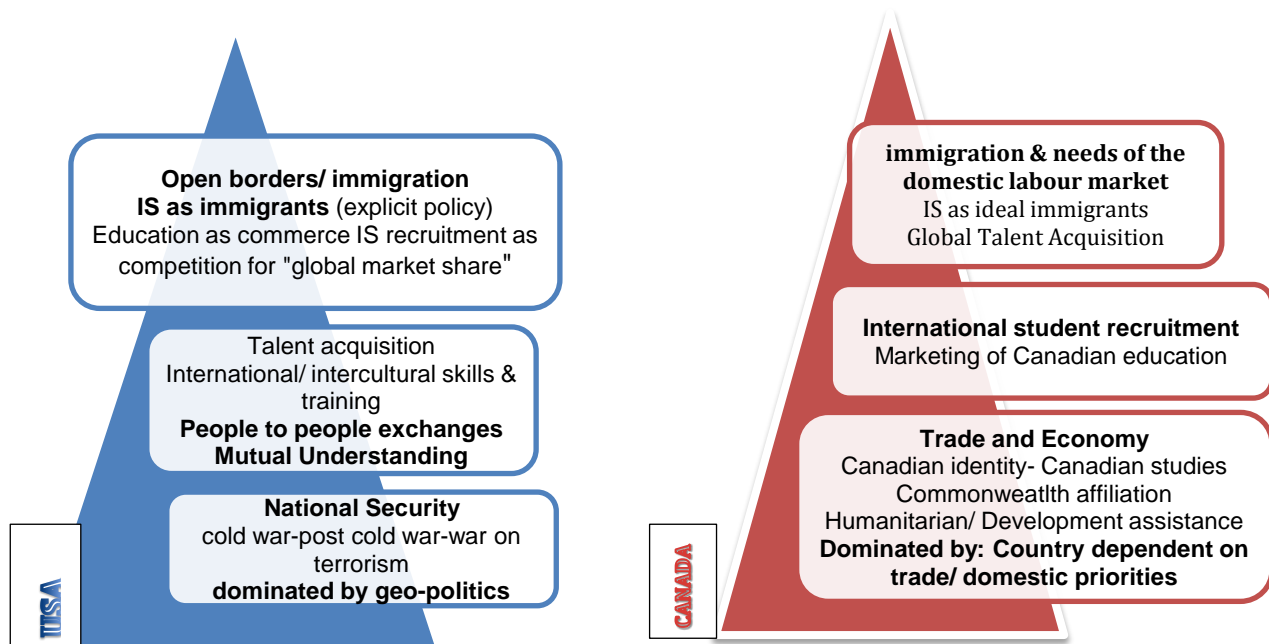 Open borders/ immigration
IS as immigrants (explicit policy)
Education as commerce IS recruitment as
competition for "global market share"
Talent acquisition
International/ intercultural skills &
training
People to people exchanges
Mutual Understanding
National Security
cold war-post cold war-war on
terrorism
dominated by geo-politics
USA
immigration & needs of the
domestic labour market
IS as ideal immigrants
Global Talent Acquisition
International student recruitment
Marketing of Canadian education
Trade and Economy
Canadian identity- Canadian studies
Commonweatlth affiliation
Humanitarian/ Development assistance
Dominated by: Country dependent on
trade/ domestic priorities
CANADA